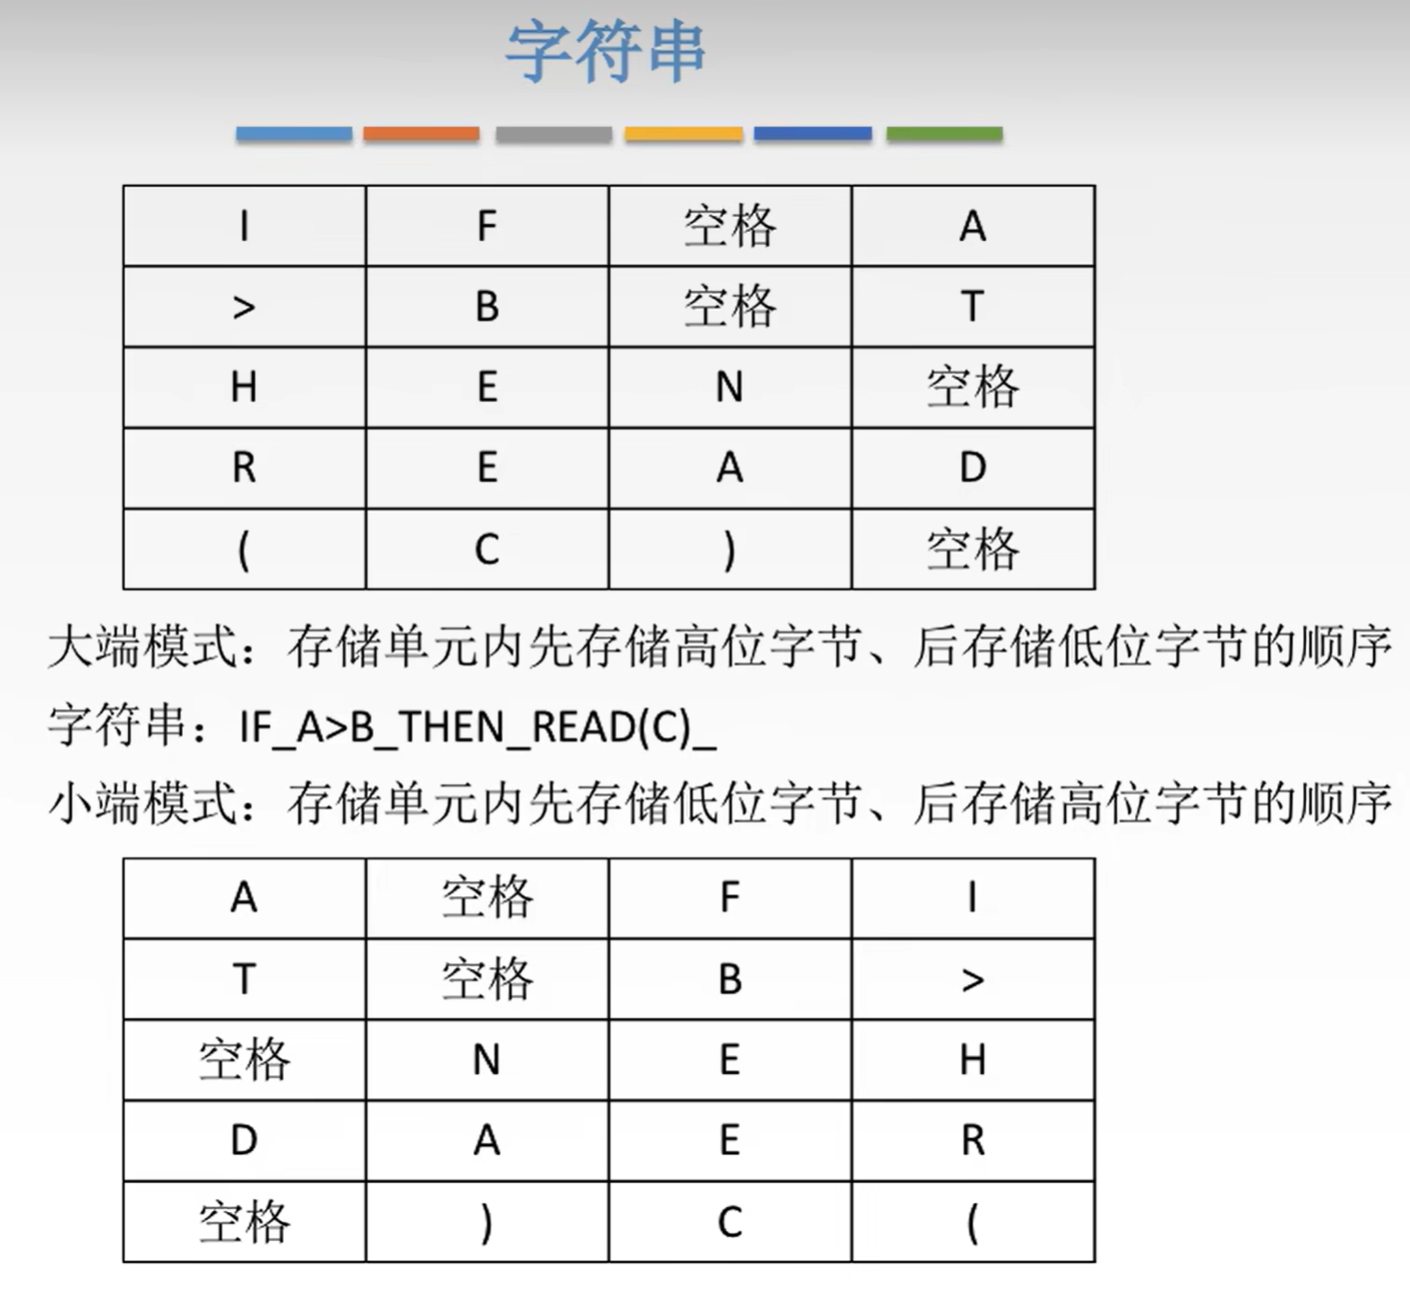 字符串
I F 空格 A
> B 空格 T
H E N 空格
R E A D
( C ) 空格
大端模式：存储单元内先存储高位字节、后存储低位字节的顺序
字符串：IF_A>B_THEN_READ(C)_
小端模式：存储单元内先存储低位字节、后存储高位字节的顺序
A 空格 F I
T 空格 B >
空格 N E H
D A E R
空格 ) C (